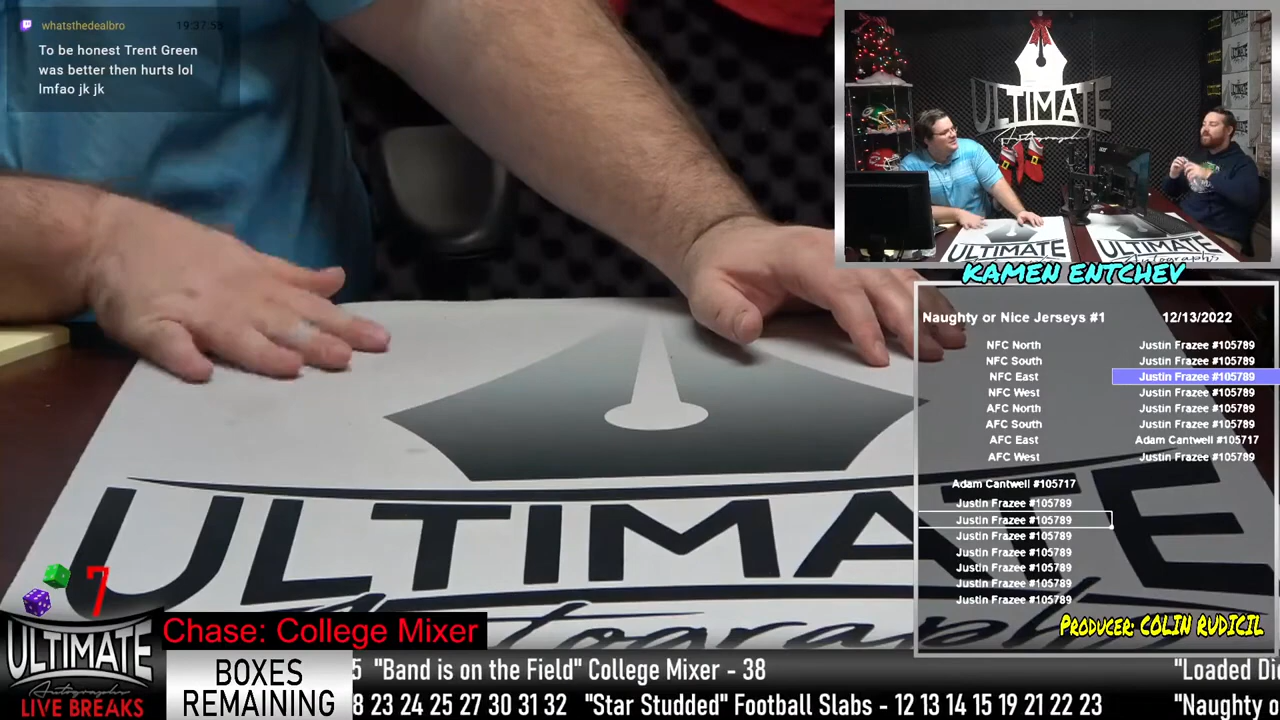 whatsthedealbro 19:37:58
To be honest Trent Green
was better then hurts lol
lmfao jk jk
ULTIMATE
ULTIMATE
ULTIMATE
Autographs
KAMEN ENTCHEV
Naughty or Nice Jerseys #1 12/13/2022
NFC North Justin Frazee #105789
NFC South Justin Frazee #105789
NFC East Justin Frazee #105789
NFC West Justin Frazee #105789
AFC North Justin Frazee #105789
AFC South Justin Frazee #105789
AFC East Adam Cantwell #105717
AFC West Justin Frazee #105789
Adam Cantwell #105717
Justin Frazee #105789
Justin Frazee #105789
Justin Frazee #105789
Justin Frazee #105789
Justin Frazee #105789
Justin Frazee #105789
Justin Frazee #105789
Producer: COLIN RUDICIL
ULTIMATE
Autographs
7
ULTIMATE
Autographs
LIVE BREAKS
Chase: College Mixer
BOXES
REMAINING
5 "Band is on the Field" College Mixer - 38 "Loaded Di
8 23 24 25 27 30 31 32 "Star Studded" Football Slabs - 12 13 14 15 19 21 22 23 "Naughty o